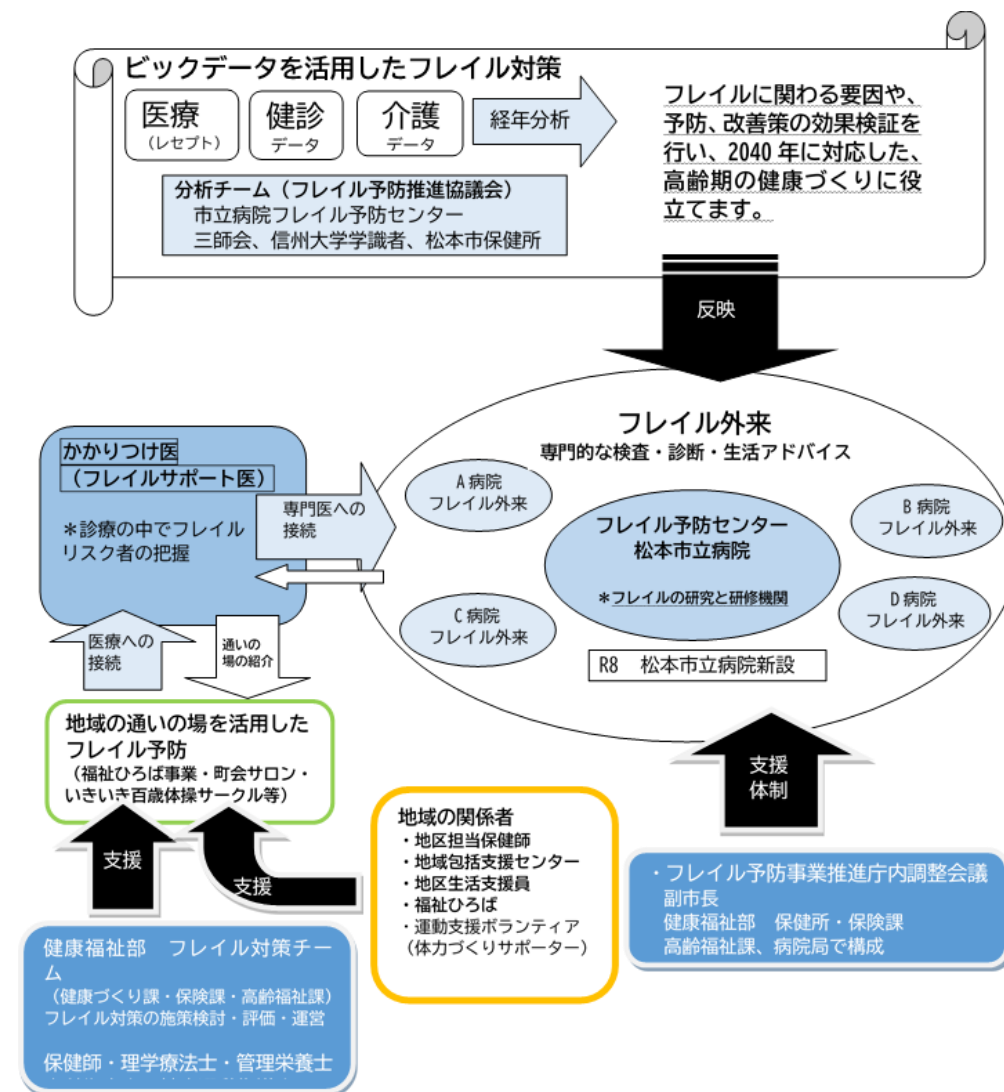 ビックデータを活用したフレイル対策
医療
（レセプト）
健診
データ
介護
データ
経年分析
フレイルに関わる要因や、
予防、改善策の効果検証を
行い、2040 年に対応した、
高齢期の健康づくりに役
立てます。
分析チーム（フレイル予防推進協議会）
市立病院フレイル予防センター
三師会、信州大学学識者、松本市保健所
反映
フレイル外来
専門的な検査・診断・生活アドバイス
A 病院
フレイル外来
B 病院
フレイル外来
フレイル予防センター
松本市立病院
＊フレイルの研究と研修機関
C 病院
フレイル外来
D 病院
フレイル外来
R8　松本市立病院新設
かかりつけ医
（フレイルサポート医）
＊診療の中でフレイル
リスク者の把握
専門医への
接続
医療への
接続
通いの
場の紹介
地域の通いの場を活用した
フレイル予防
（福祉ひろば事業・町会サロン・
いきいき百歳体操サークル等）
支援
支援
地域の関係者
・地区担当保健師
・地域包括支援センター
・地区生活支援員
・福祉ひろば
・運動支援ボランティア
（体力づくりサポーター）
支援
体制
・フレイル予防事業推進庁内調整会議
副市長
健康福祉部　保健所・保険課
高齢福祉課、病院局で構成
健康福祉部　フレイル対策チー
ム
（健康づくり課・保険課・高齢福祉課）
フレイル対策の施策検討・評価・運営
保健師・理学療法士・管理栄養士